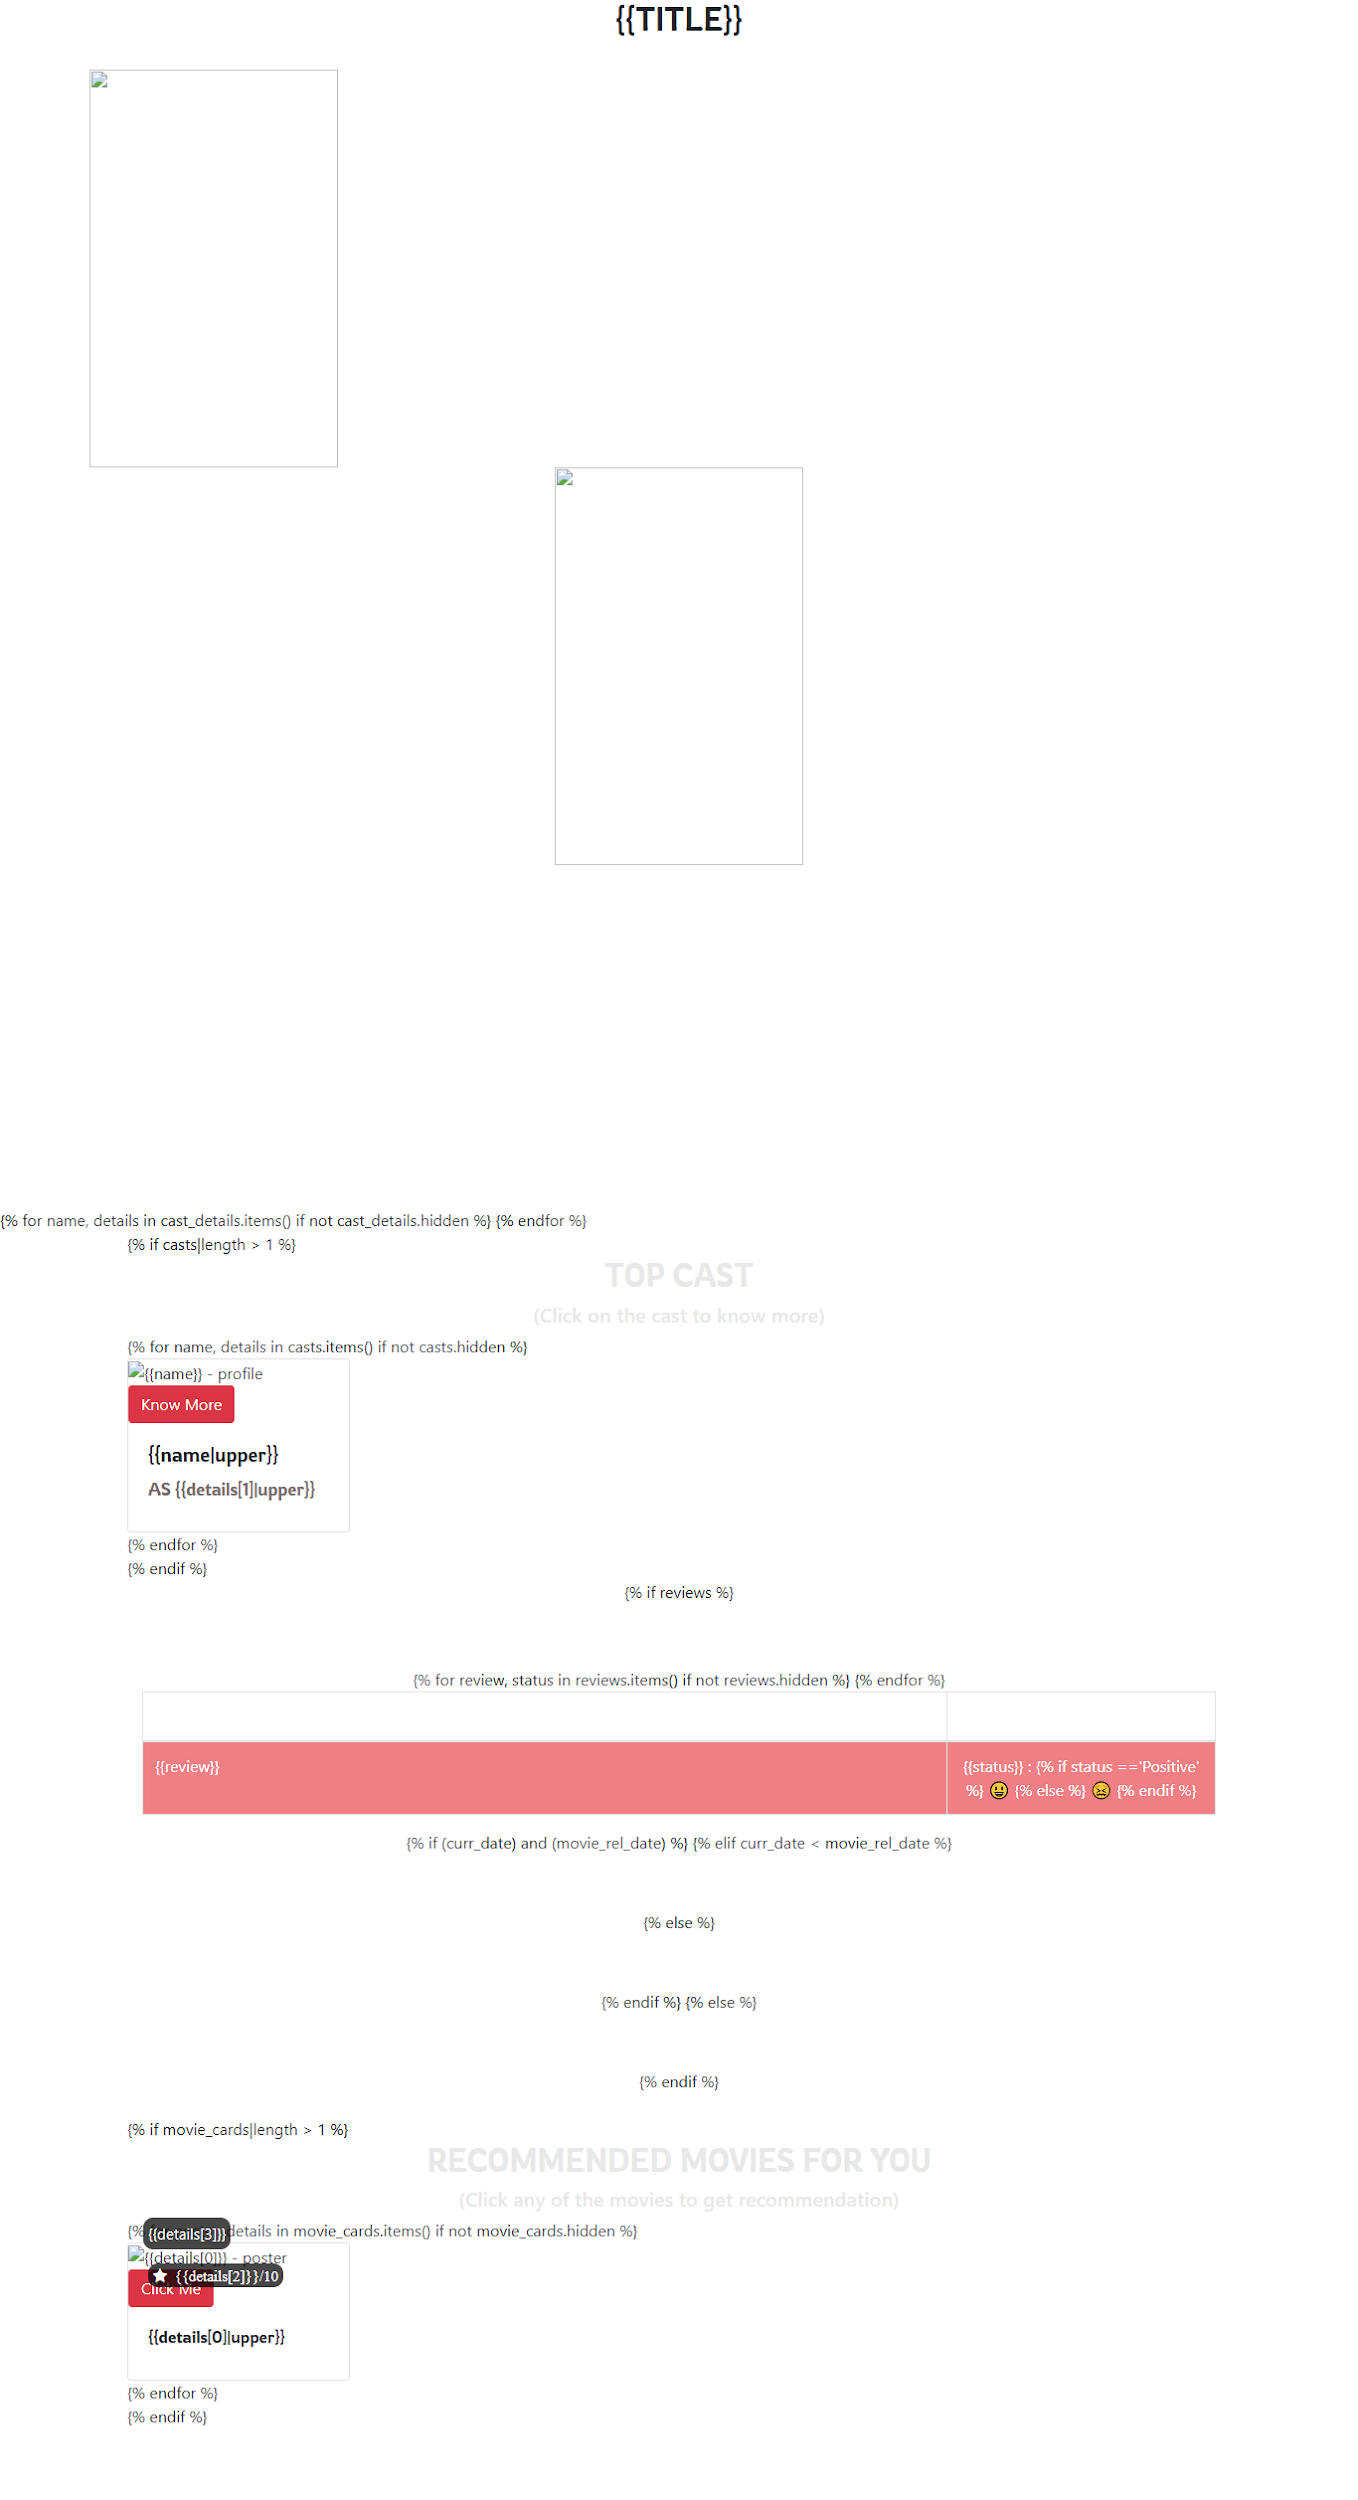 {{TITLE}}
{% for name, details in cast_details.items() if not cast_details.hidden %} {% endfor %}
{% if casts|length > 1 %}
TOP CAST
(Click on the cast to know more)
{% for name, details in casts.items() if not casts.hidden %}
{{name}} - profile
Know More
{{name|upper}}
AS {{details[1]|upper}}
{% endfor %}
{% endif %}
{% if reviews %}
{% for review, status in reviews.items() if not reviews.hidden %} {% endfor %}
{{review}}
{{status}} : {% if status =='Positive'
%} 😃 {% else %} 😖 {% endif %}
{% if (curr_date) and (movie_rel_date) %} {% elif curr_date < movie_rel_date %}
{% else %}
{% endif %} {% else %}
{% endif %}
{% if movie_cards|length > 1 %}
RECOMMENDED MOVIES FOR YOU
(Click any of the movies to get recommendation)
{% details in movie_cards.items() if not movie_cards.hidden %}
{{details[3]}}
{{details[0]}} - poster
{{details[2]}}/10
Click Me
{{details[0]|upper}}
{% endfor %}
{% endif %}